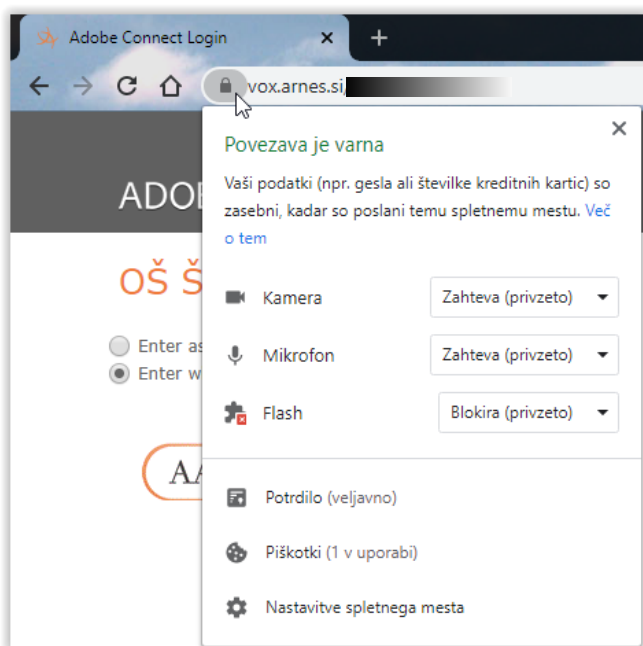 Adobe Connect Login
vox.arnes.si
Povezava je varna
Vaši podatki (npr. gesla ali številke kreditnih kartic) so
zasebni, kadar so poslani temu spletnemu mestu. Več
o tem
ADO
OŠ Š
Kamera
Zahteva (privzeto)
Enter as
Mikrofon
Zahteva (privzeto)
Enter w
Flash
Blokira (privzeto)
AA
Potrdilo (veljavno)
Piškotki (1 v uporabi)
Nastavitve spletnega mesta